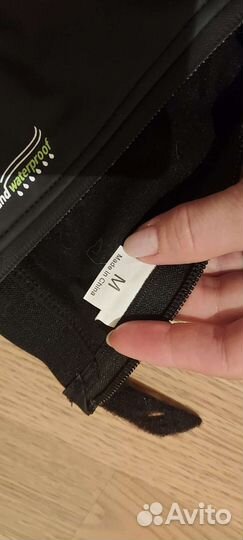 and waterproof
M
Made in China
Avito